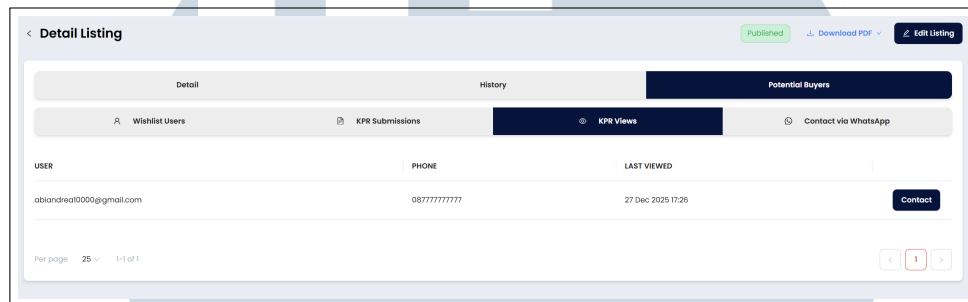 Detail Listing
Published
Download PDF
Edit Listing
Detail
History
Potential Buyers
Wishlist Users
KPR Submissions
KPR Views
Contact via WhatsApp
USER
PHONE
LAST VIEWED
abiandrea10000@gmail.com
087777777777
27 Dec 2025 17:26
Contact
Per page 25
1-1 of 1
1